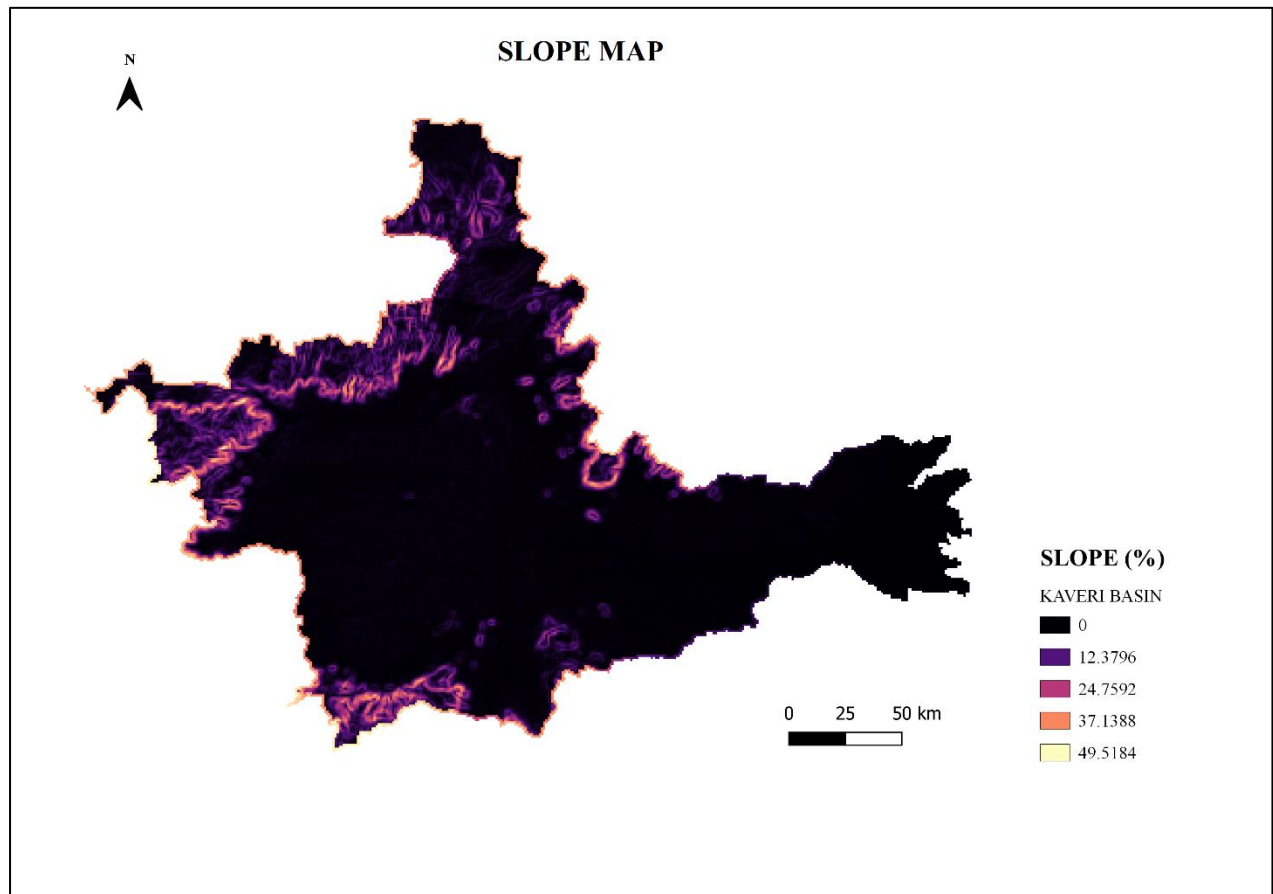 SLOPE MAP
N
SLOPE (%)
KAVERI BASIN
0
12.3796
24.7592
37.1388
49.5184
0 25 50 km